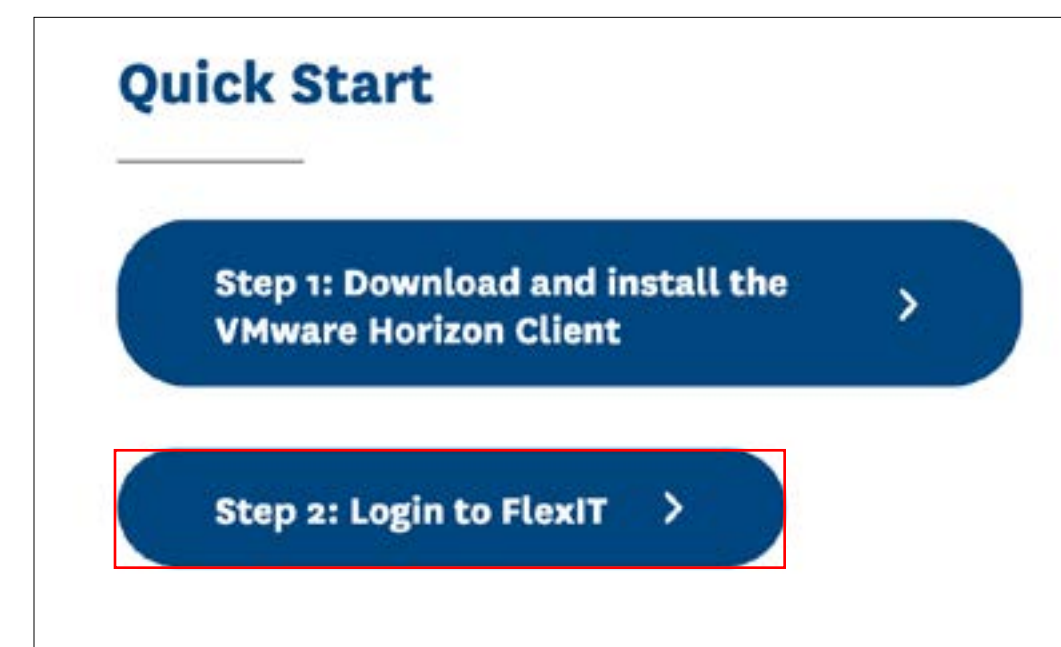 Quick Start
Step 1: Download and install the
VMware Horizon Client
Step 2: Login to FlexIT